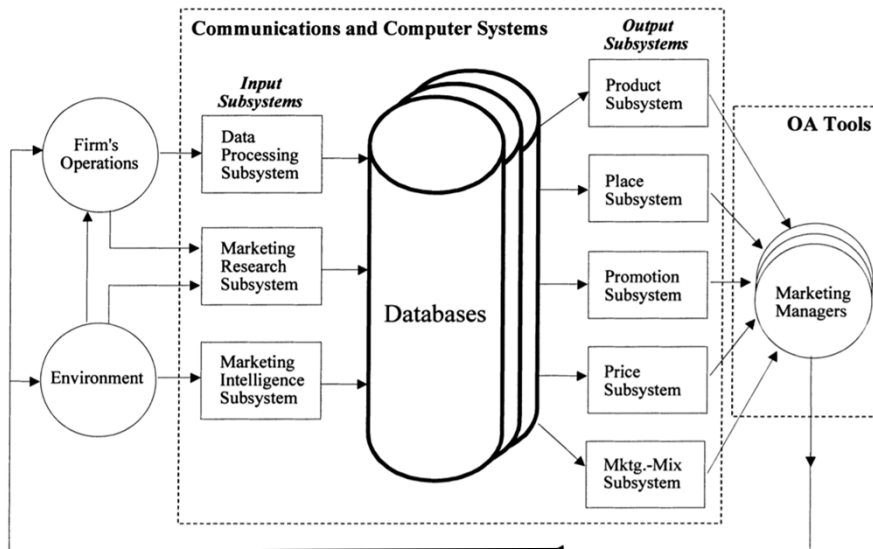 Communications and Computer Systems
Output
Subsystems
Input
Subsystems
OA Tools
Firm's
Operations
Data
Processing
Subsystem
Product
Subsystem
Place
Subsystem
Marketing
Research
Subsystem
Databases
Promotion
Subsystem
Marketing
Managers
Environment
Marketing
Intelligence
Subsystem
Price
Subsystem
Mktg.-Mix
Subsystem